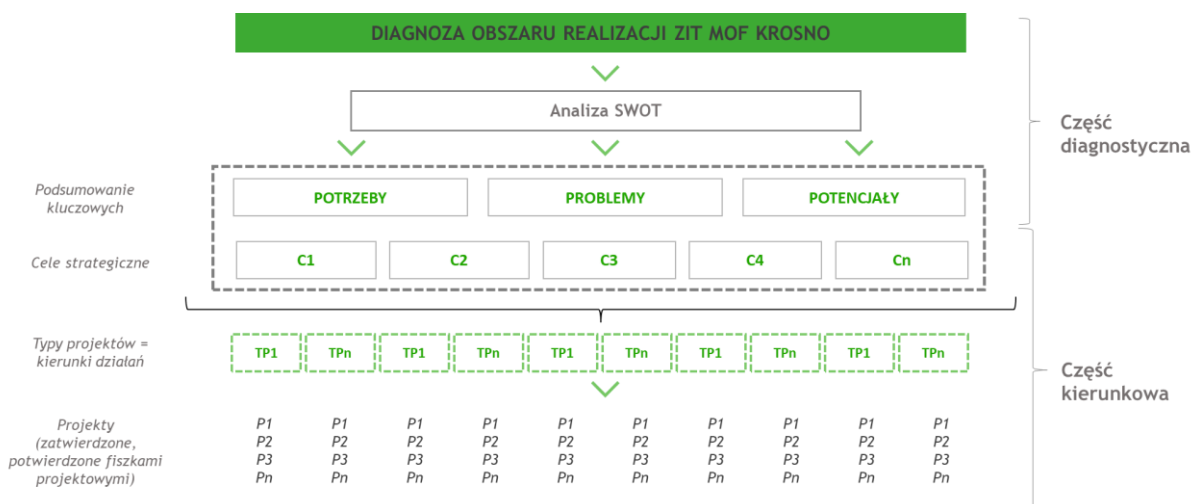 DIAGNOZA OBSZARU REALIZACJI ZIT MOF KROSNO
Analiza SWOT
Część
diagnostyczna
Podsumowanie
kluczowych
POTRZEBY PROBLEMY POTENCJAŁY
Cele strategiczne
C1 C2 C3 C4 Cn
Typy projektów =
kierunki działań
TP1 TPn TP1 TPn TP1 TPn TP1 TPn TP1 TPn
Część
kierunkowa
Projekty
(zatwierdzone,
potwierdzone fiszkami
projektowymi)
P1 P1 P1 P1 P1 P1 P1 P1 P1 P1
P2 P2 P2 P2 P2 P2 P2 P2 P2 P2
P3 P3 P3 P3 P3 P3 P3 P3 P3 P3
Pn Pn Pn Pn Pn Pn Pn Pn Pn Pn